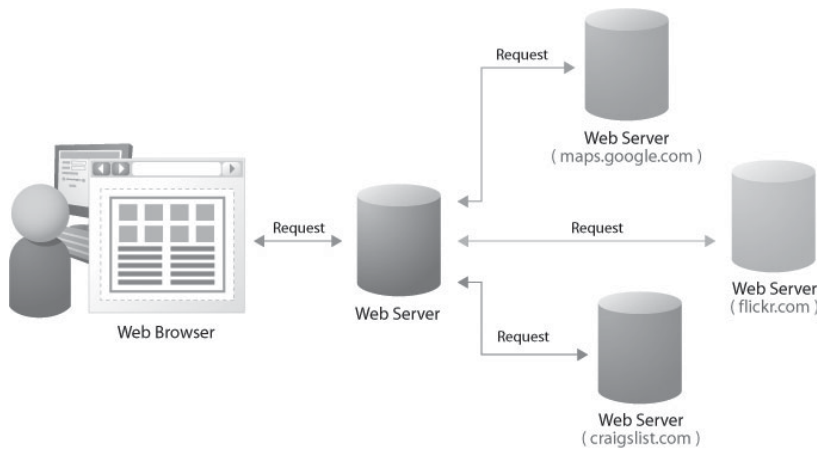 Request
Web Server
( maps.google.com )
Request
Request
Web Server
( flickr.com )
Web Server
Web Browser
Request
Web Server
( craigslist.com )